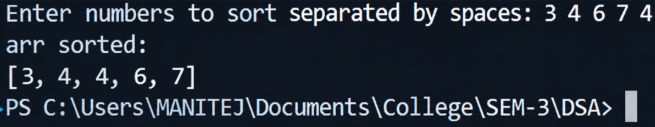 Enter numbers to sort separated by spaces: 3 4 6 7 4
arr sorted:
[3, 4, 4, 6, 7]
PS C:\Users\MANITEJ\Documents\College\SEM-3\DSA>